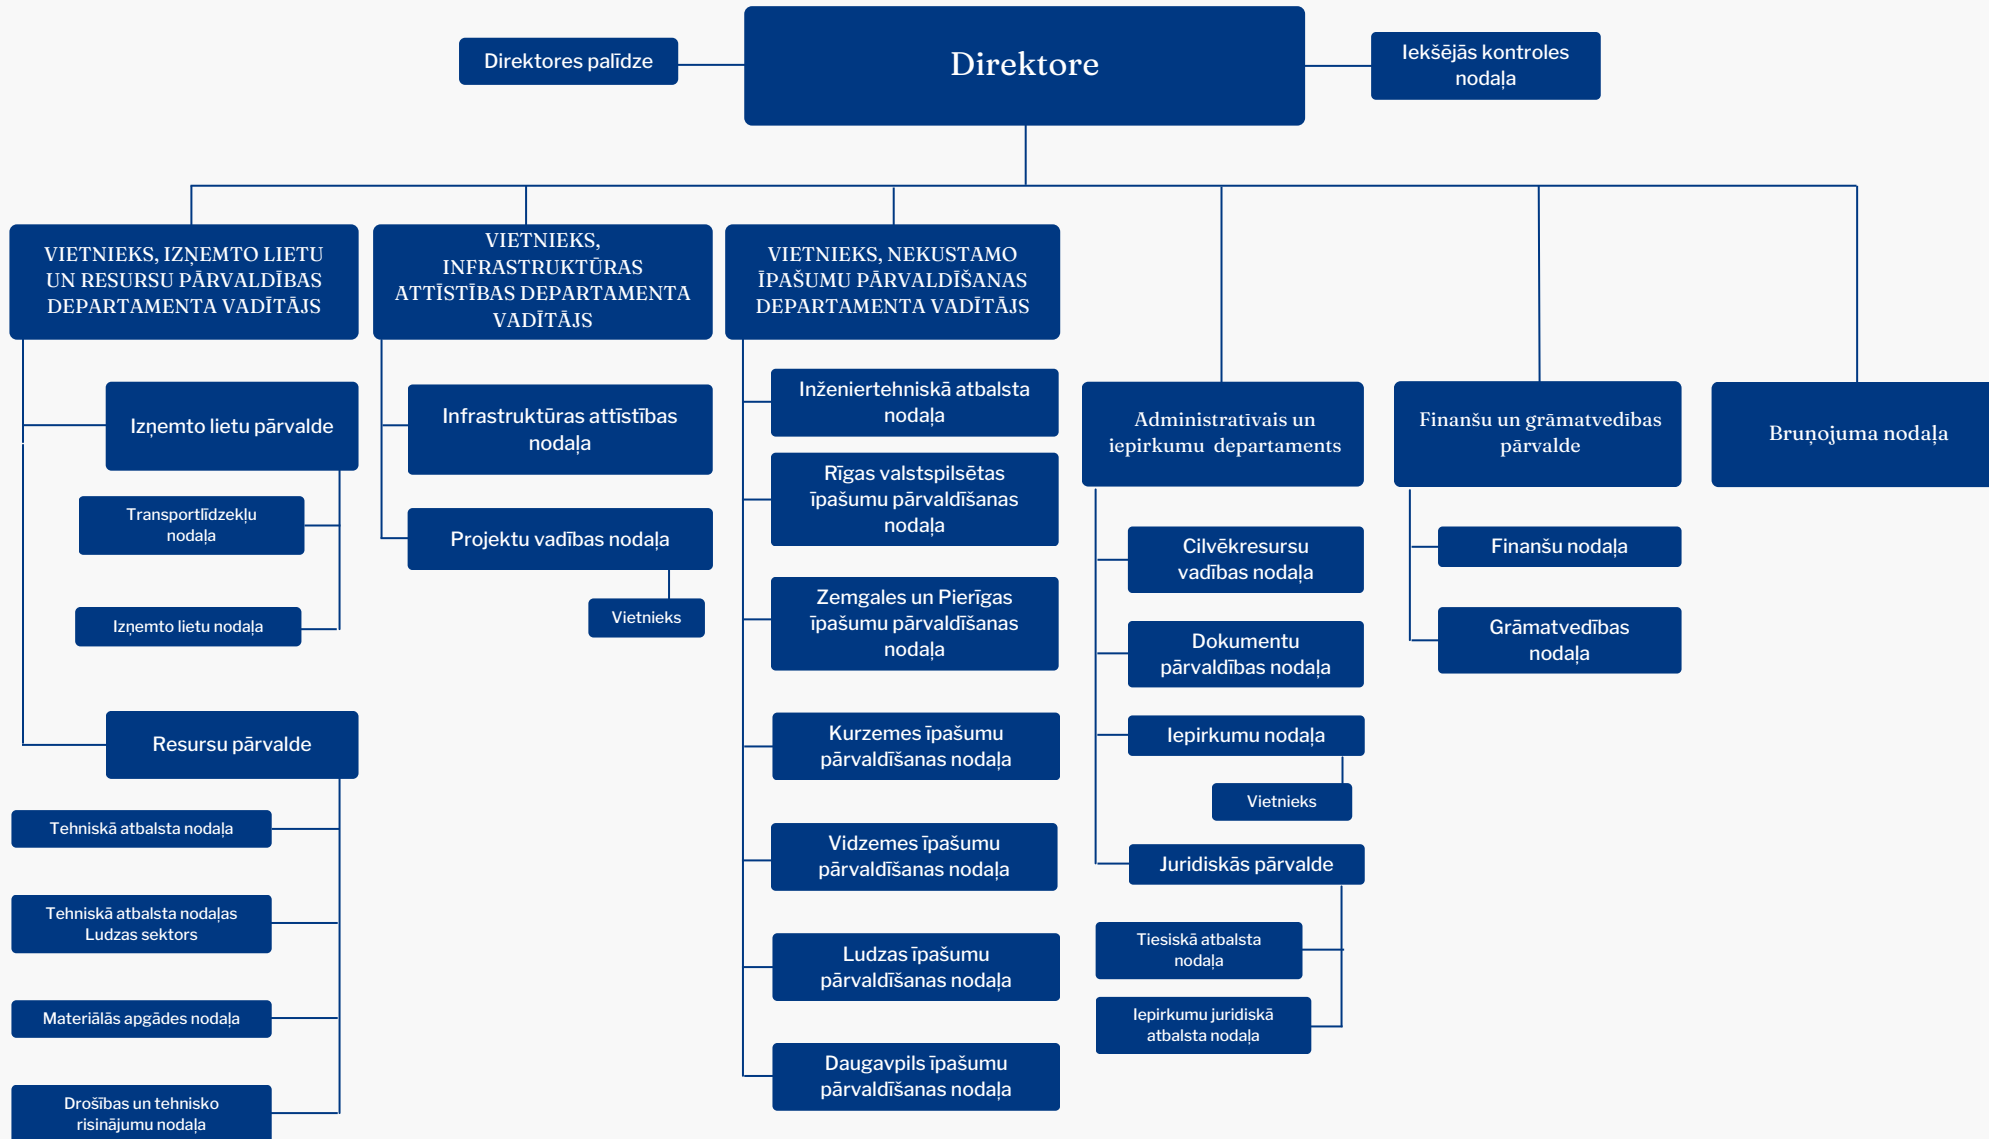 Direktore
Direktores palīdze
Iekšējās kontroles
nodaļa
VIETNIEKS, IZŅEMTO LIETU
UN RESURSU PĀRVALDĪBAS
DEPARTAMENTA VADĪTĀJS
Izņemto lietu pārvalde
Transportlīdzekļu
nodaļa
Izņemto lietu nodaļa
Resursu pārvalde
Tehniskā atbalsta nodaļa
Tehniskā atbalsta nodaļas
Ludzas sektors
Materiālās apgādes nodaļa
Drošības un tehnisko
risinājumu nodaļa
VIETNIEKS,
INFRASTRUKTŪRAS
ATTĪSTĪBAS DEPARTAMENTA
VADĪTĀJS
Infrastruktūras attīstības
nodaļa
Projektu vadības nodaļa
Vietnieks
VIETNIEKS, NEKUSTAMO
ĪPAŠUMU PĀRVALDĪŠANAS
DEPARTAMENTA VADĪTĀJS
Inženiertehniskā atbalsta
nodaļa
Rīgas valstspilsētas
īpašumu pārvaldīšanas
nodaļa
Zemgales un Pierīgas
īpašumu pārvaldīšanas
nodaļa
Kurzemes īpašumu
pārvaldīšanas nodaļa
Vidzemes īpašumu
pārvaldīšanas nodaļa
Ludzas īpašumu
pārvaldīšanas nodaļa
Daugavpils īpašumu
pārvaldīšanas nodaļa
Administratīvais un
iepirkumu departaments
Cilvēkresursu
vadības nodaļa
Dokumentu
pārvaldības nodaļa
Iepirkumu nodaļa
Vietnieks
Juridiskās pārvalde
Tiesiskā atbalsta
nodaļa
Iepirkumu juridiskā
atbalsta nodaļa
Finanšu un grāmatvedības
pārvalde
Finanšu nodaļa
Grāmatvedības
nodaļa
Bruņojuma nodaļa